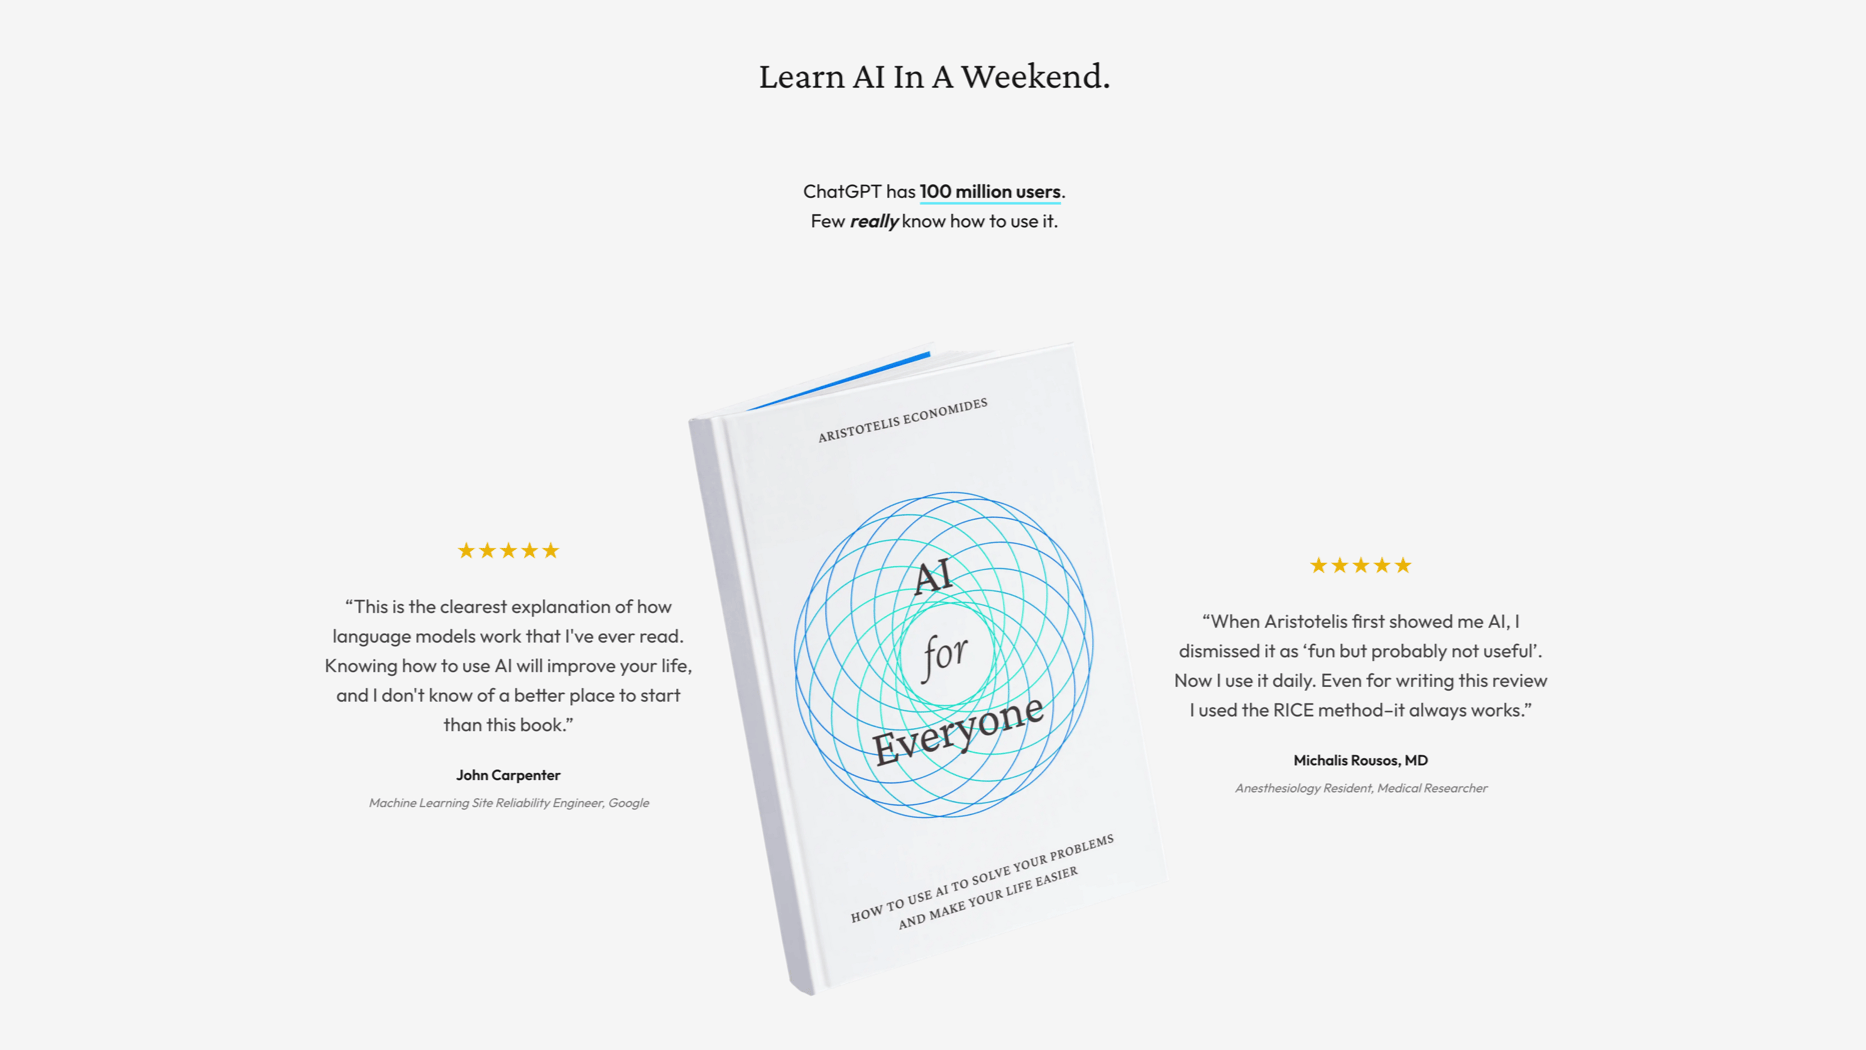 Learn AI In A Weekend.
ChatGPT has 100 million users.
Few really know how to use it.
ARISTOTELIS ECONOMIDES
AI
for
Everyone
HOW TO USE AI TO SOLVE YOUR PROBLEMS
AND MAKE YOUR LIFE EASIER
★★★★★
“This is the clearest explanation of how
language models work that I've ever read.
Knowing how to use AI will improve your life,
and I don't know of a better place to start
than this book.”
John Carpenter
Machine Learning Site Reliability Engineer, Google
★★★★★
“When Aristotelis first showed me AI, I
dismissed it as ‘fun but probably not useful’.
Now I use it daily. Even for writing this review
I used the RICE method–it always works.”
Michalis Rousos, MD
Anesthesiology Resident, Medical Researcher